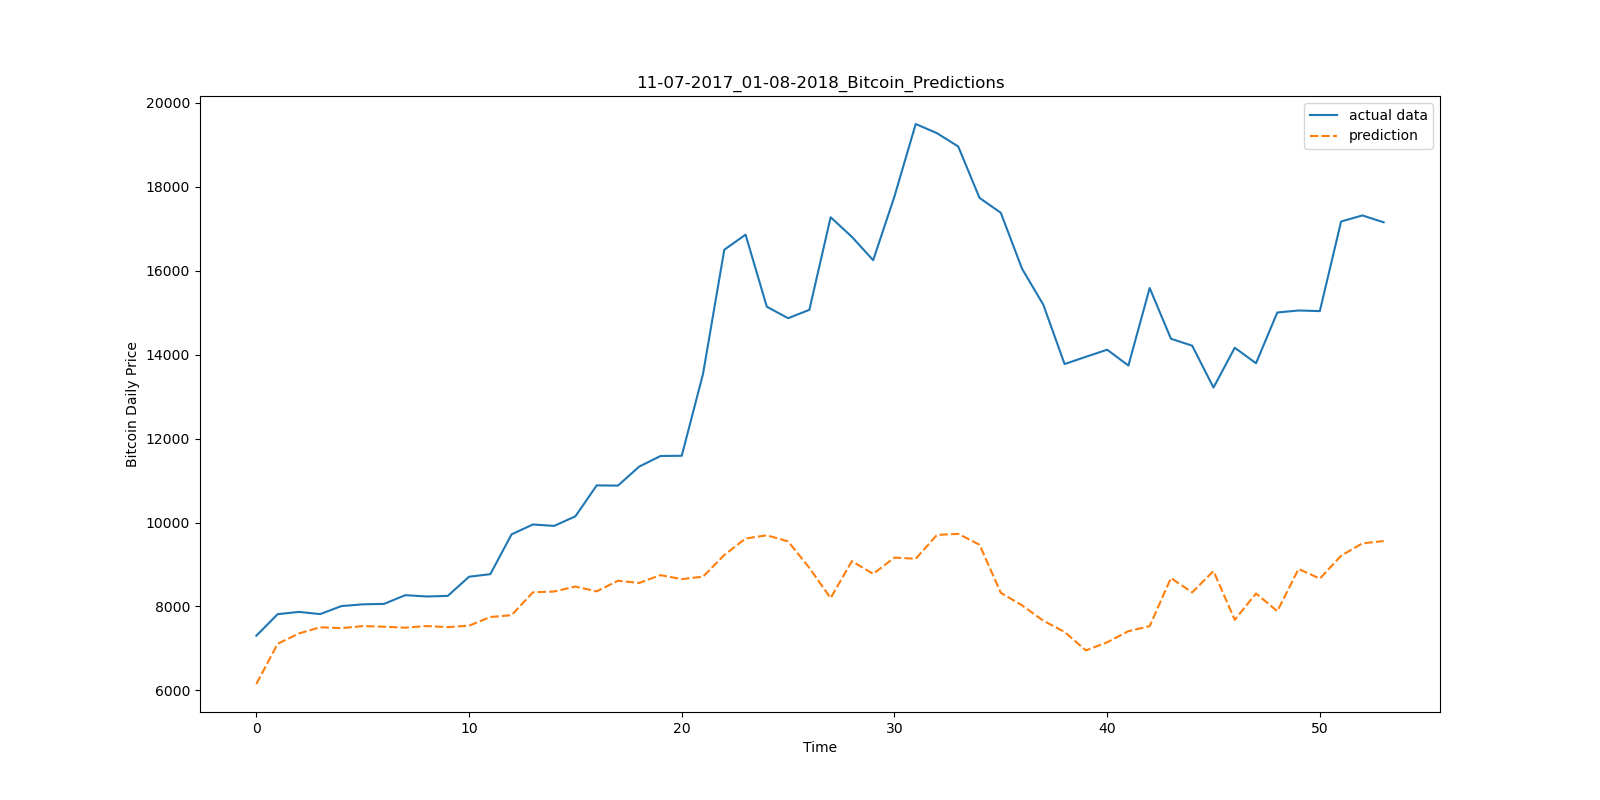 11-07-2017_01-08-2018_Bitcoin_Predictions
20000
18000
16000
14000
12000
10000
8000
6000
Bitcoin Daily Price
actual data
prediction
0 10 20 30 40 50
Time